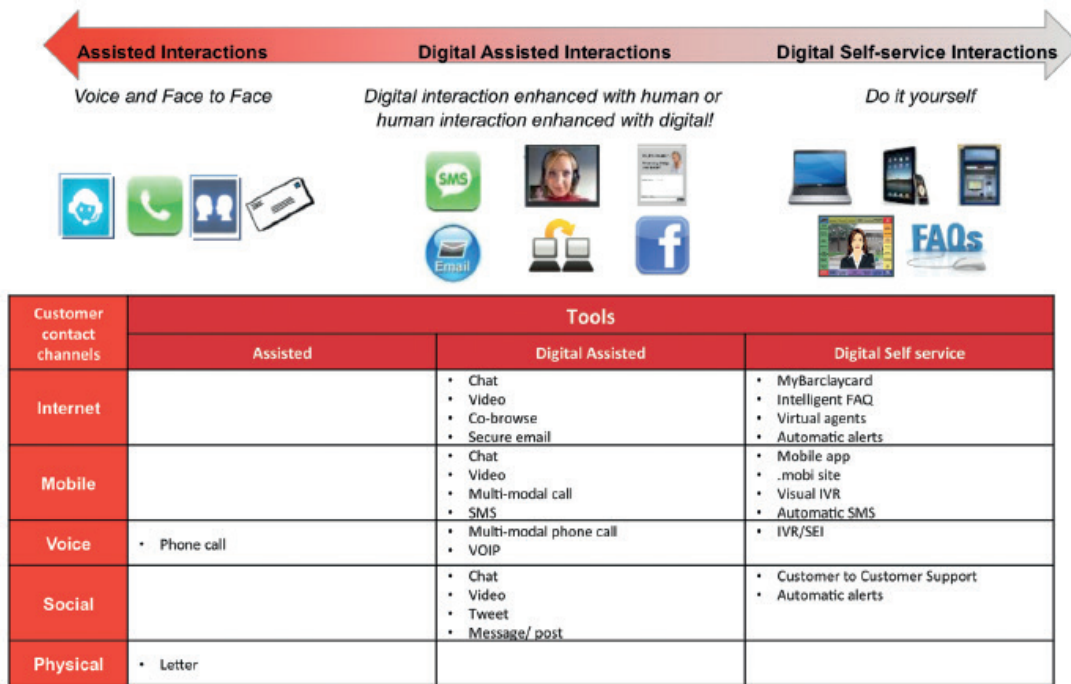 Assisted Interactions
Digital Assisted Interactions
Digital Self-service Interactions
Voice and Face to Face
Digital interaction enhanced with human or
human interaction enhanced with digital!
Do it yourself
SMS
Email
f
FAQs
Customer
contact
channels
Tools
Assisted
Digital Assisted
Digital Self service
Internet
• Chat
• Video
• Co-browse
• Secure email
• MyBarclaycard
• Intelligent FAQ
• Virtual agents
• Automatic alerts
Mobile
• Chat
• Video
• Multi-modal call
• SMS
• Mobile app
• .mobi site
• Visual IVR
• Automatic SMS
Voice
• Phone call
• Multi-modal phone call
• VOIP
• IVR/SEI
Social
• Chat
• Video
• Tweet
• Message/ post
• Customer to Customer Support
• Automatic alerts
Physical
• Letter